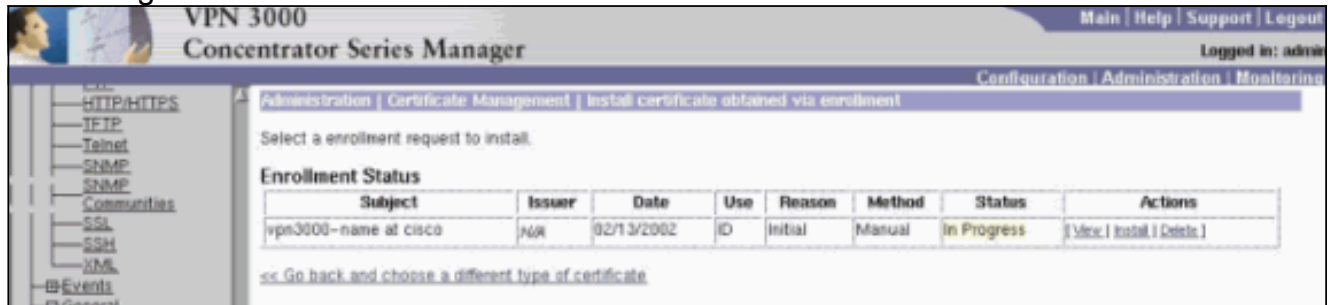 VPN 3000
Concentrator Series Manager
Main | Help | Support | Logout
Logged in: admin
Configuration | Administration | Monitoring
HTTP/HTTPS
TFTP
Telnet
SNMP
SNMP
Communities
SSL
SSH
XML
Events
General
Administration | Certificate Management | Install certificate obtained via enrollment
Select a enrollment request to install.
Enrollment Status
Subject Issuer Date Use Reason Method Status Actions
vpn3000-name at cisco N/A 02/13/2002 ID Initial Manual In Progress [ View | Install | Delete ]
<< Go back and choose a different type of certificate